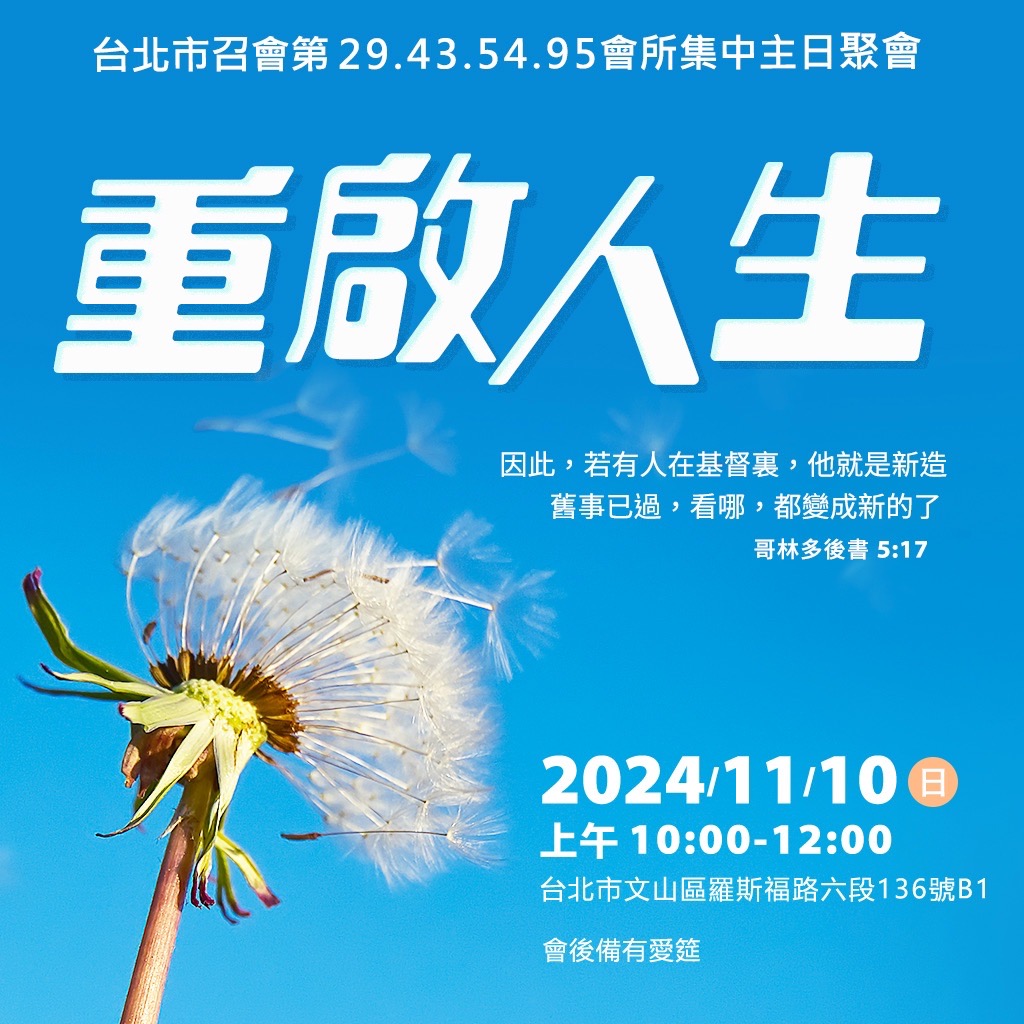 台北市召會第29.43.54.95會所集中主日聚會
重啟人生
因此，若有人在基督裏，他就是新造
舊事已過，看哪，都變成新的了
哥林多後書 5:17
2024/11/10 日
上午 10:00-12:00
台北市文山區羅斯福路六段136號B1
會後備有愛筵